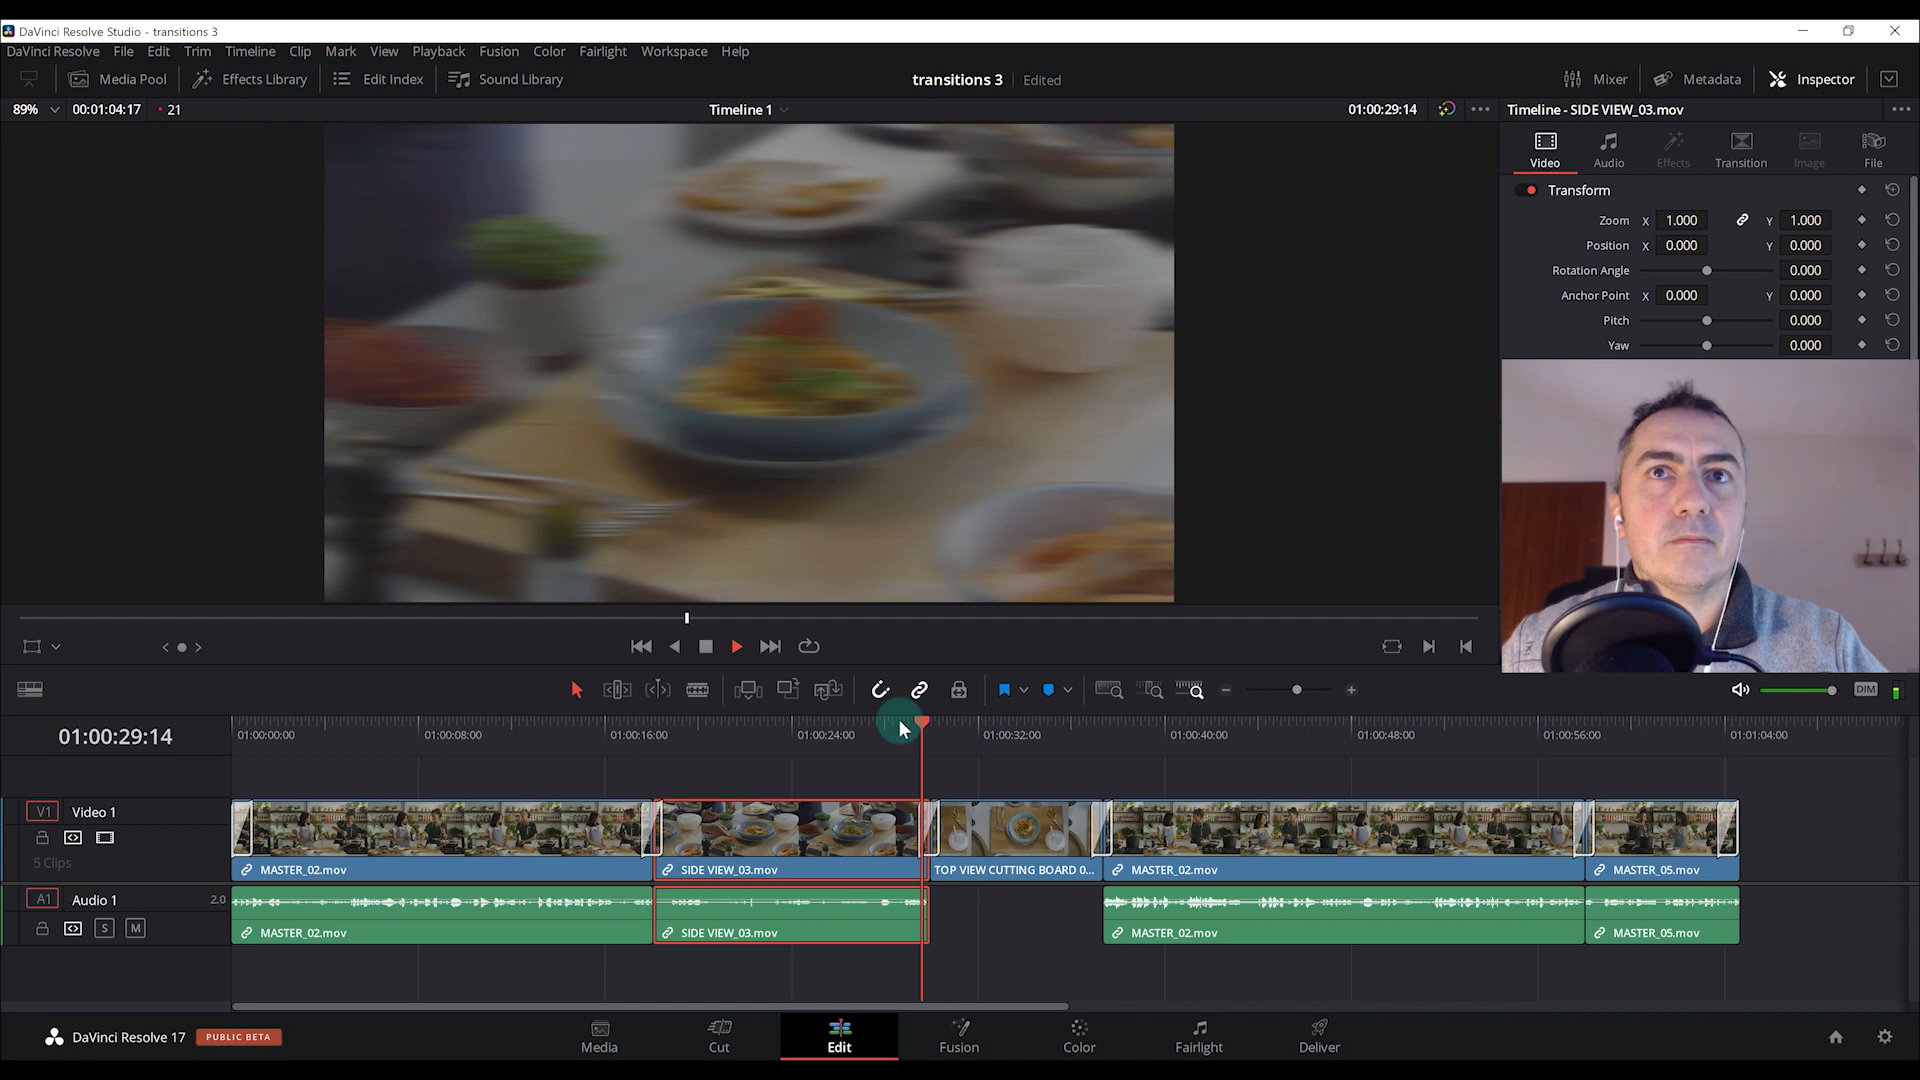 DaVinci Resolve Studio - transitions 3
DaVinci Resolve File Edit Trim Timeline Clip Mark View Playback Fusion Color Fairlight Workspace Help
Media Pool Effects Library Edit Index Sound Library transitions 3 Edited Mixer Metadata Inspector
89% 00:01:04:17 • 21 Timeline 1 01:00:29:14 Timeline - SIDE VIEW_03.mov
Video Audio Effects Transition Image File
Transform
Zoom X 1.000 Y 1.000
Position X 0.000 Y 0.000
Rotation Angle 0.000
Anchor Point X 0.000 Y 0.000
Pitch 0.000
Yaw 0.000
DIM
01:00:29:14 01:00:00:00 01:00:08:00 01:00:16:00 01:00:24:00 01:00:32:00 01:00:40:00 01:00:48:00 01:00:56:00 01:01:04:00
V1 Video 1
5 Clips
MASTER_02.mov SIDE VIEW_03.mov TOP VIEW CUTTING BOARD 0... MASTER_02.mov MASTER_05.mov
A1 Audio 1 2.0
S M
MASTER_02.mov SIDE VIEW_03.mov MASTER_02.mov MASTER_05.mov
DaVinci Resolve 17 PUBLIC BETA
Media Cut Edit Fusion Color Fairlight Deliver